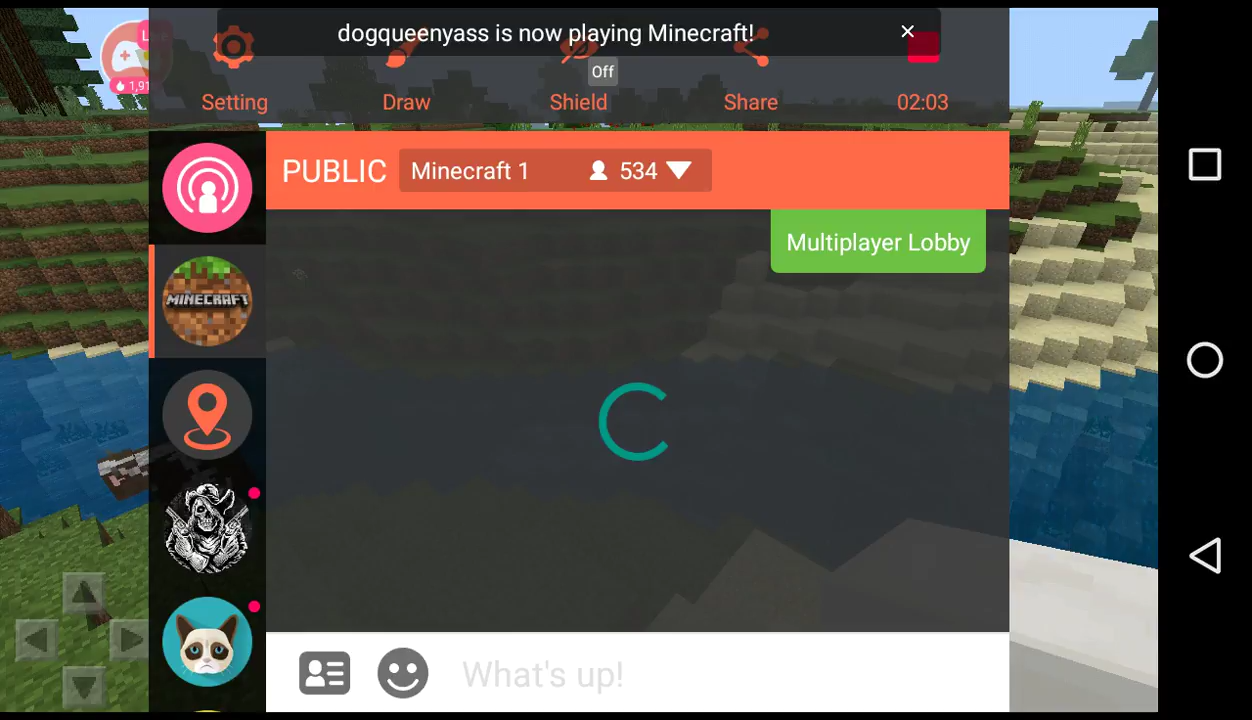 dogqueenyass is now playing Minecraft!
Off
Setting
Draw
Shield
Share
02:03
PUBLIC
Minecraft 1
534
Multiplayer Lobby
MINECRAFT
What's up!